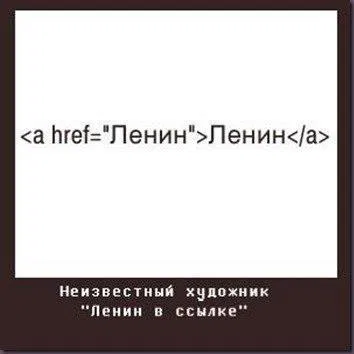 <a href="Ленин">Ленин</a>
Неизвестный художник
"Ленин в ссылке"